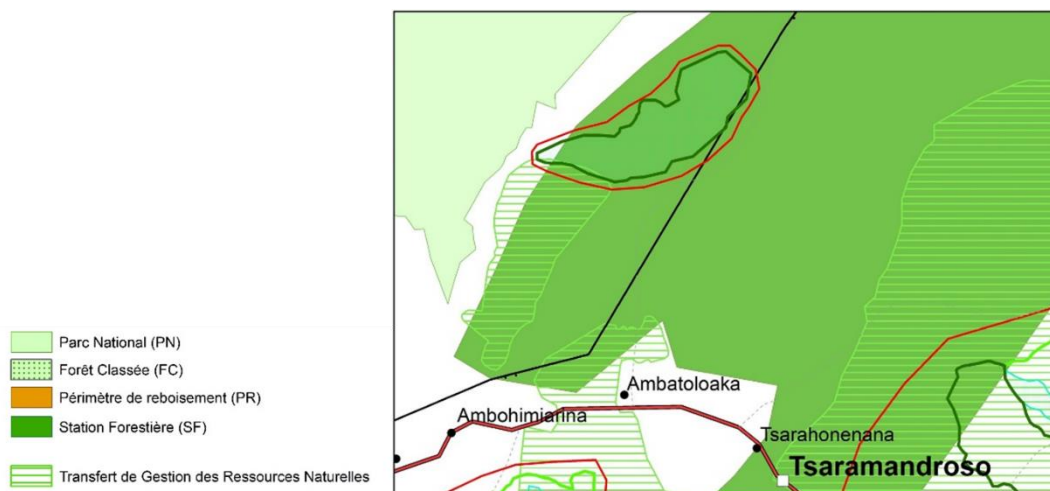 Parc National (PN)
Forêt Classée (FC)
Périmètre de reboisement (PR)
Station Forestière (SF)
Transfert de Gestion des Ressources Naturelles
Ambatoloaka
Ambohimiarina
Tsarahonenana
Tsaramandroso